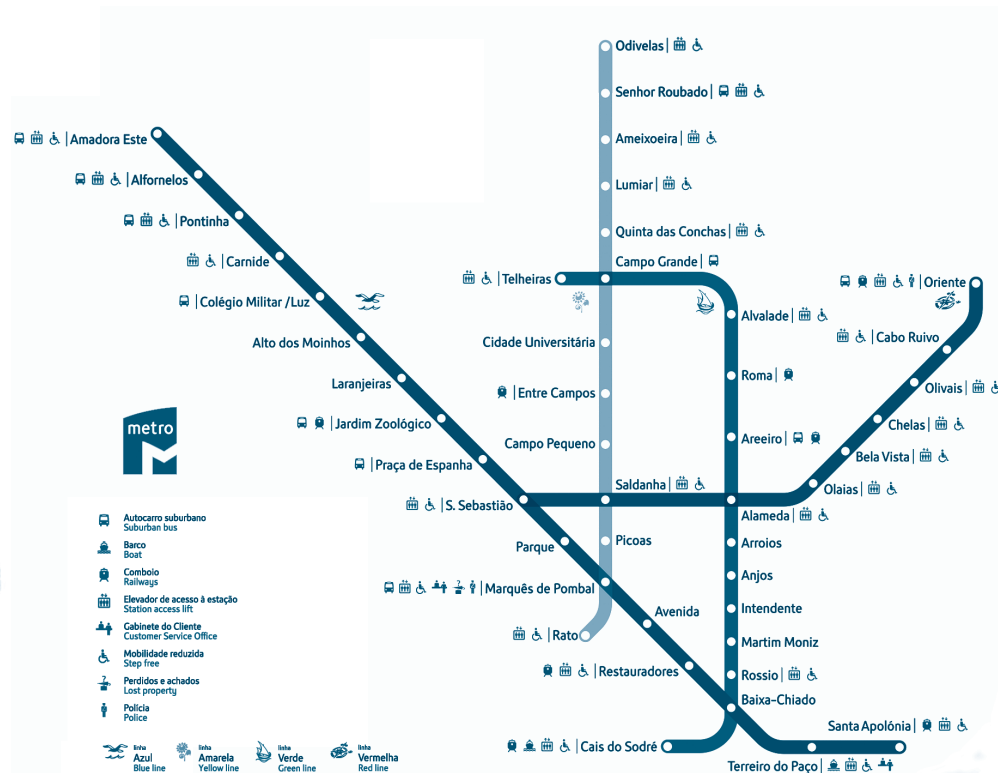 Odivelas
Senhor Roubado
Amadora Este
Ameixoeira
Alfornelos
Lumiar
Pontinha
Quinta das Conchas
Carnide
Campo Grande
Telheiras
Oriente
Colégio Militar /Luz
Alvalade
Alto dos Moinhos
Cidade Universitária
Cabo Ruivo
Laranjeiras
Roma
Entre Campos
Olivais
Jardim Zoológico
metro
M
Campo Pequeno
Areeiro
Chelas
Praça de Espanha
Bela Vista
Saldanha
Olaias
S. Sebastião
Alameda
Parque
Picoas
Arroios
Marquês de Pombal
Anjos
Avenida
Intendente
Rato
Martim Moniz
Restauradores
Rossio
Baixa-Chiado
Santa Apolónia
Cais do Sodré
Terreiro do Paço
Autocarro suburbano
Suburban bus
Barco
Boat
Comboio
Railways
Elevador de acesso à estação
Station access lift
Gabinete do Cliente
Customer Service Office
Mobilidade reduzida
Step free
Perdidos e achados
Lost property
Polícia
Police
linha
Azul
Blue line
linha
Amarela
Yellow line
linha
Verde
Green line
linha
Vermelha
Red line